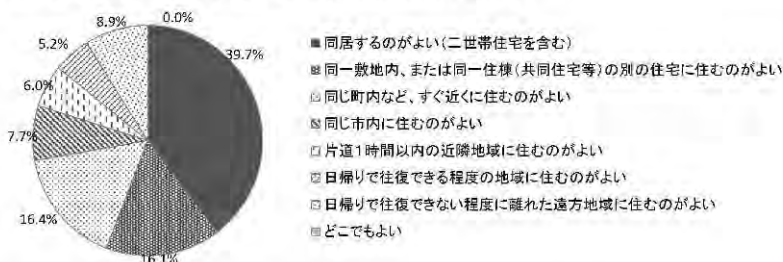 0.0%
8.9%
5.2%
6.0%
7.7%
16.4%
16.1%
39.7%
同居するのがよい(二世帯住宅を含む)
同一敷地内、または同一住棟(共同住宅等)の別の住宅に住むのがよい
同じ町内など、すぐ近くに住むのがよい
同じ市内に住むのがよい
片道1時間以内の近隣地域に住むのがよい
日帰りで往復できる程度の地域に住むのがよい
日帰りで往復できない程度に離れた遠方地域に住むのがよい
どこでもよい